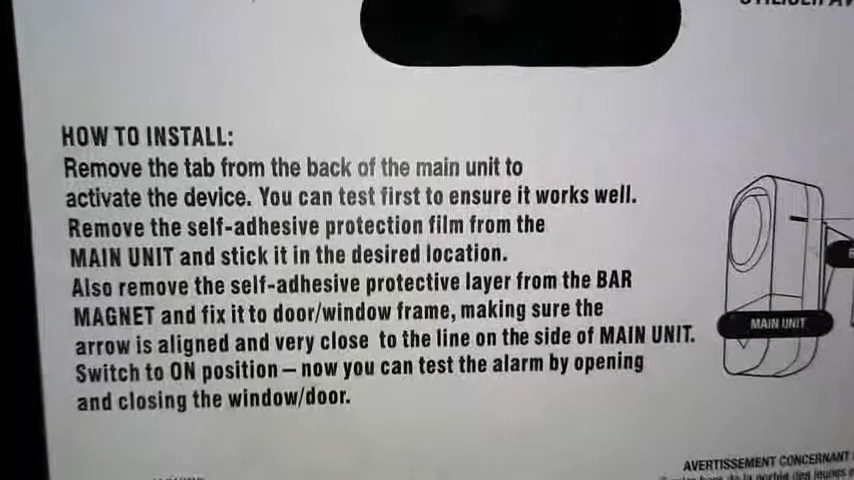 HOW TO INSTALL:
Remove the tab from the back of the main unit to
activate the device. You can test first to ensure it works well.
Remove the self-adhesive protection film from the
MAIN UNIT and stick it in the desired location.
Also remove the self-adhesive protective layer from the BAR
MAGNET and fix it to door/window frame, making sure the
arrow is aligned and very close to the line on the side of MAIN UNIT.
Switch to ON position – now you can test the alarm by opening
and closing the window/door.
MAIN UNIT
AVERTISSEMENT CONCERNANT